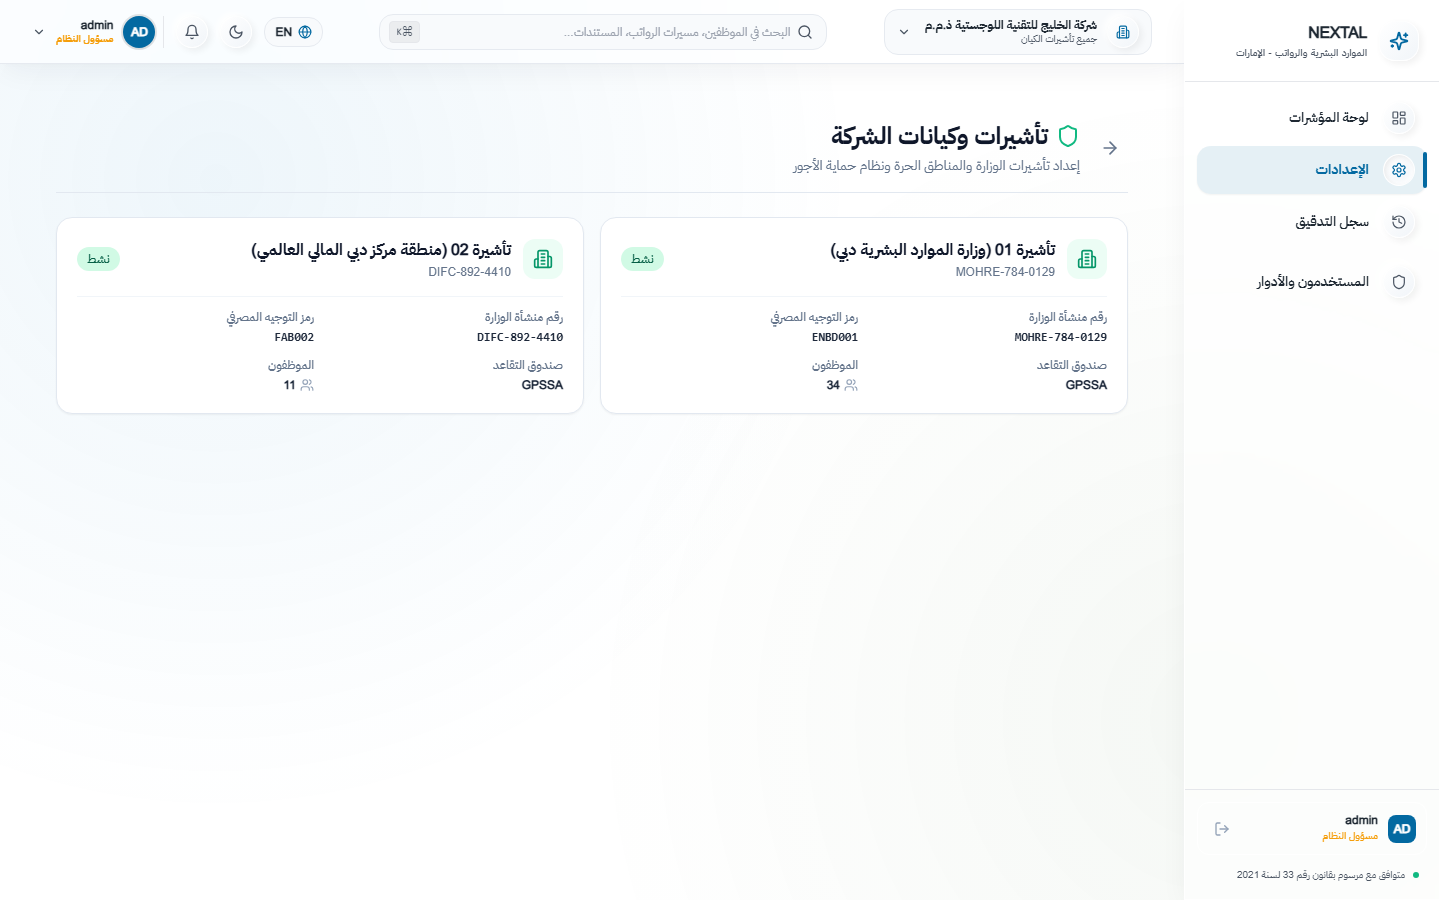 NEXTAL
الموارد البشرية والرواتب - الإمارات
لوحة المؤشرات
الإعدادات
سجل التدقيق
المستخدمون والأدوار
admin
AD
مسؤول النظام
متوافق مع مرسوم بقانون رقم 33 لسنة 2021
شركة الخليج للتقنية اللوجستية ذ.م.م
جميع تأشيرات الكيان
البحث في الموظفين، مسيرات الرواتب، المستندات...
⌘K
EN
AD
admin
مسؤول النظام
تأشيرات وكيانات الشركة
إعداد تأشيرات الوزارة والمناطق الحرة ونظام حماية الأجور
تأشيرة 01 (وزارة الموارد البشرية دبي)
MOHRE-784-0129
نشط
رقم منشأة الوزارة
رمز التوجيه المصرفي
MOHRE-784-0129
ENBD001
صندوق التقاعد
الموظفون
GPSSA
34
تأشيرة 02 (منطقة مركز دبي المالي العالمي)
DIFC-892-4410
نشط
رقم منشأة الوزارة
رمز التوجيه المصرفي
DIFC-892-4410
FAB002
صندوق التقاعد
الموظفون
GPSSA
11